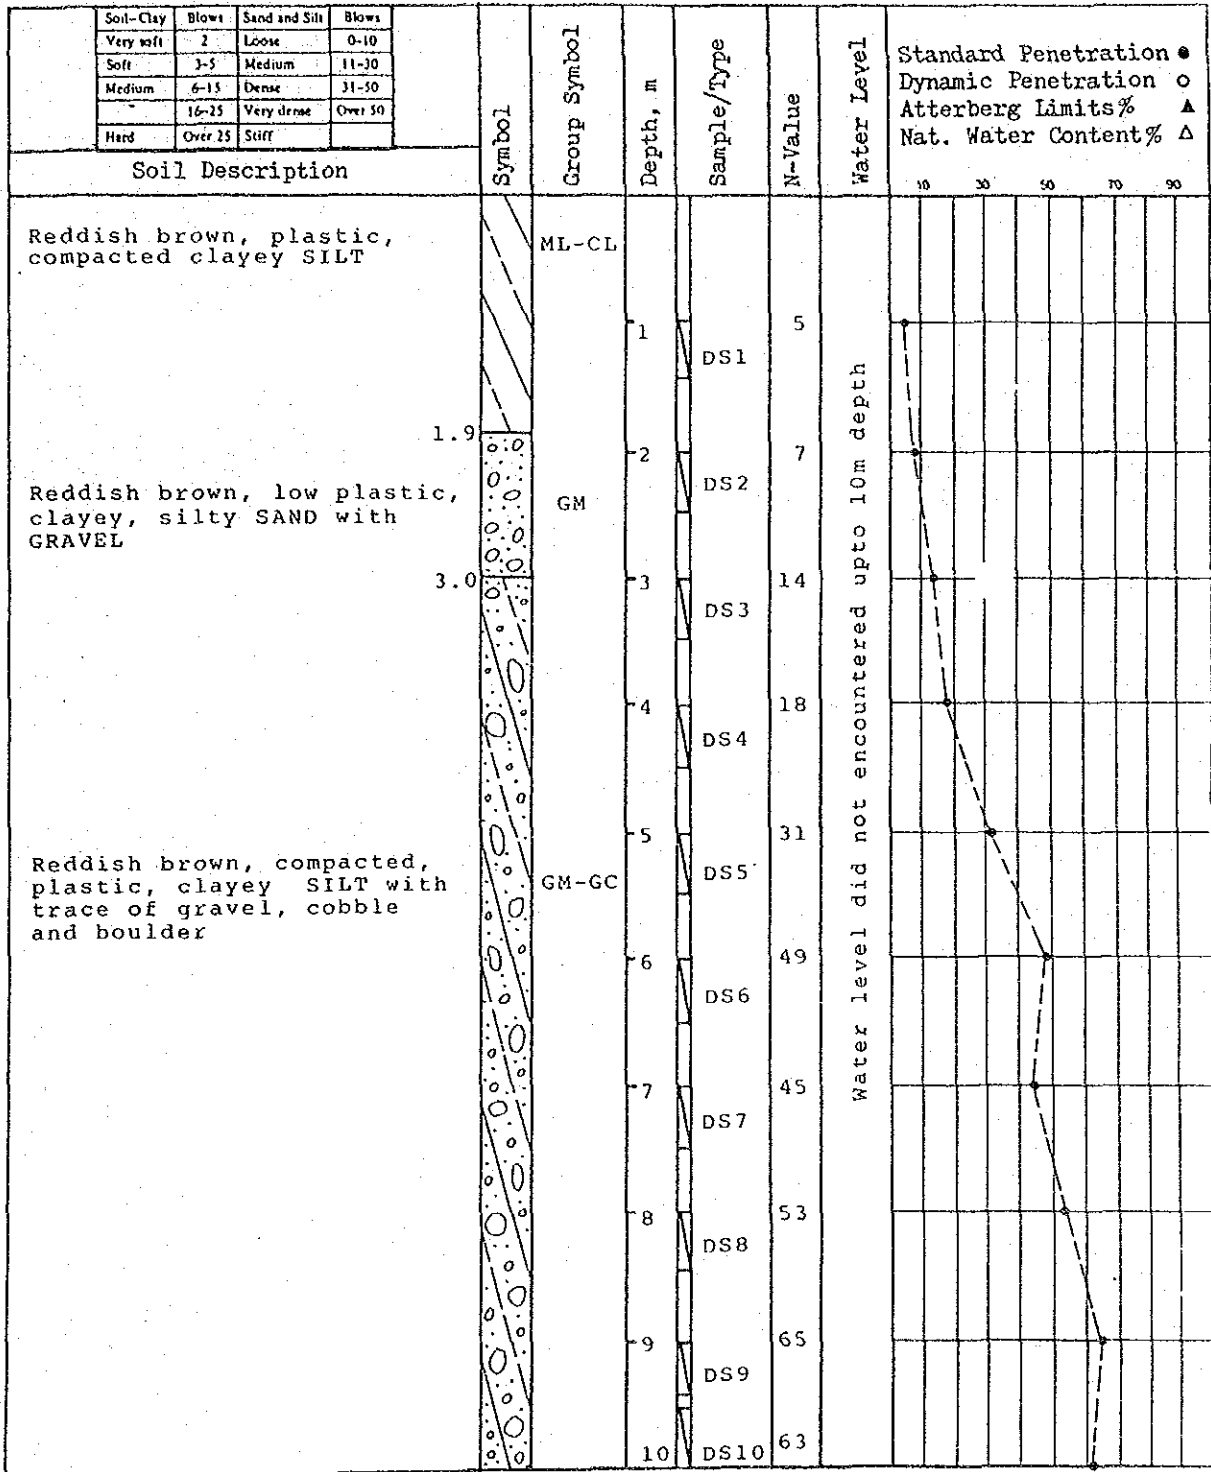 Soil-Clay Blows Sand and Silt Blows
Very soft 2 Loose 0-10
Soft 3-5 Medium 11-30
Medium 6-15 Dense 31-50
16-25 Very dense Over 50
Hard Over 25 Stiff
Soil Description
Symbol
Group Symbol
Depth, m
Sample/Type
N-Value
Water Level
Standard Penetration ●
Dynamic Penetration ○
Atterberg Limits% ▲
Nat. Water Content% △
10 30 50 70 90
Reddish brown, plastic,
compacted clayey SILT
ML-CL
1 DS1 5
1.9
2 DS2 7
Reddish brown, low plastic,
clayey, silty SAND with
GRAVEL
GM
3.0
3 DS3 14
4 DS4 18
5 DS5 31
Reddish brown, compacted,
plastic, clayey SILT with
trace of gravel, cobble
and boulder
GM-GC
6 DS6 49
7 DS7 45
8 DS8 53
9 DS9 65
10 DS10 63
Water level did not encountered upto 10m depth